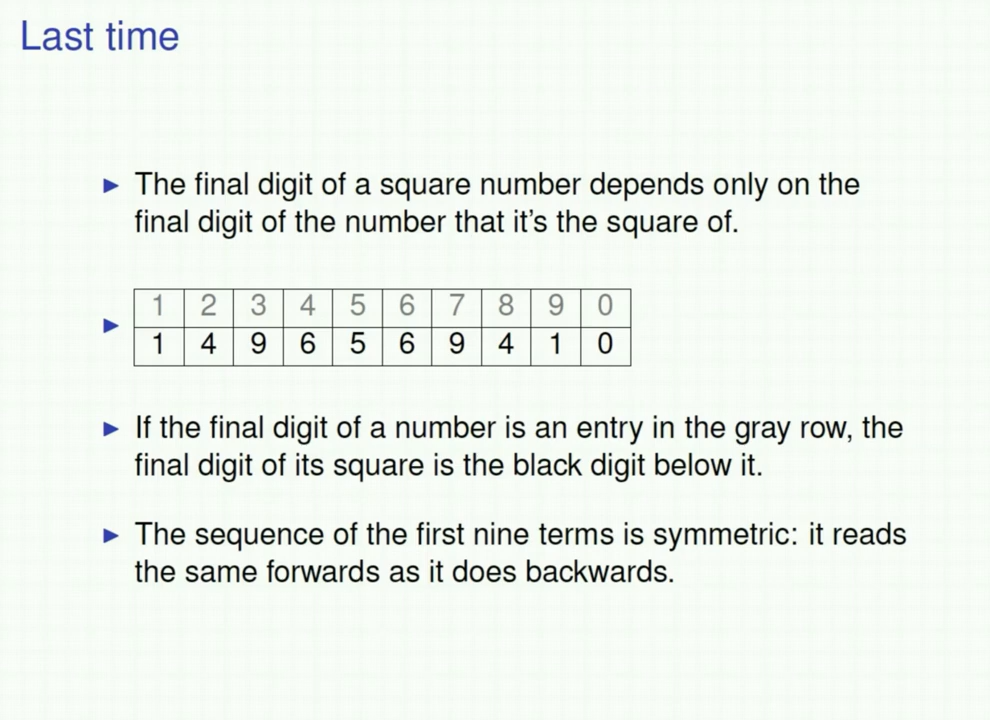 Last time
▶ The final digit of a square number depends only on the
final digit of the number that it's the square of.
▶
1 2 3 4 5 6 7 8 9 0
1 4 9 6 5 6 9 4 1 0
▶ If the final digit of a number is an entry in the gray row, the
final digit of its square is the black digit below it.
▶ The sequence of the first nine terms is symmetric: it reads
the same forwards as it does backwards.